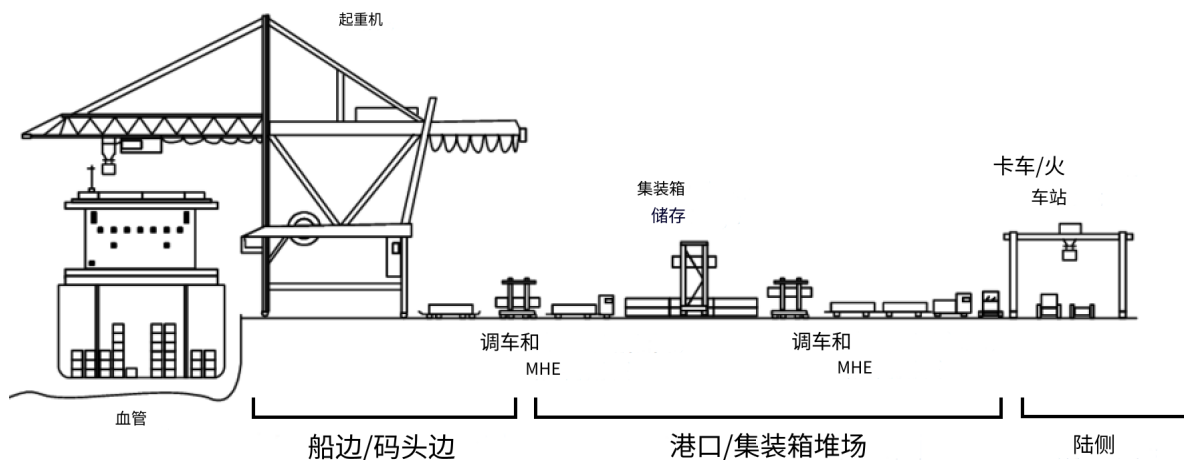 起重机
卡车/火
车站
集装箱
储存
调车和
MHE
调车和
MHE
血管
船边/码头边
港口/集装箱堆场
陆侧